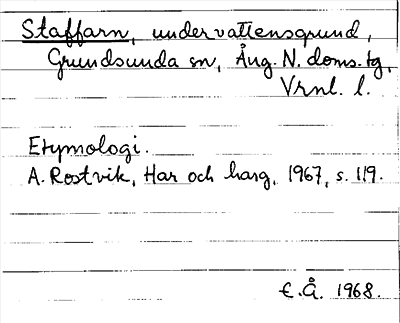 Staffarn, undervattensgrund,
Grundsunda sn, Ång. N. doms.tg,
Vrnl. l.
Etymologi.
A. Rostvik, Har och harg, 1967, s. 119.
E.Å. 1968.